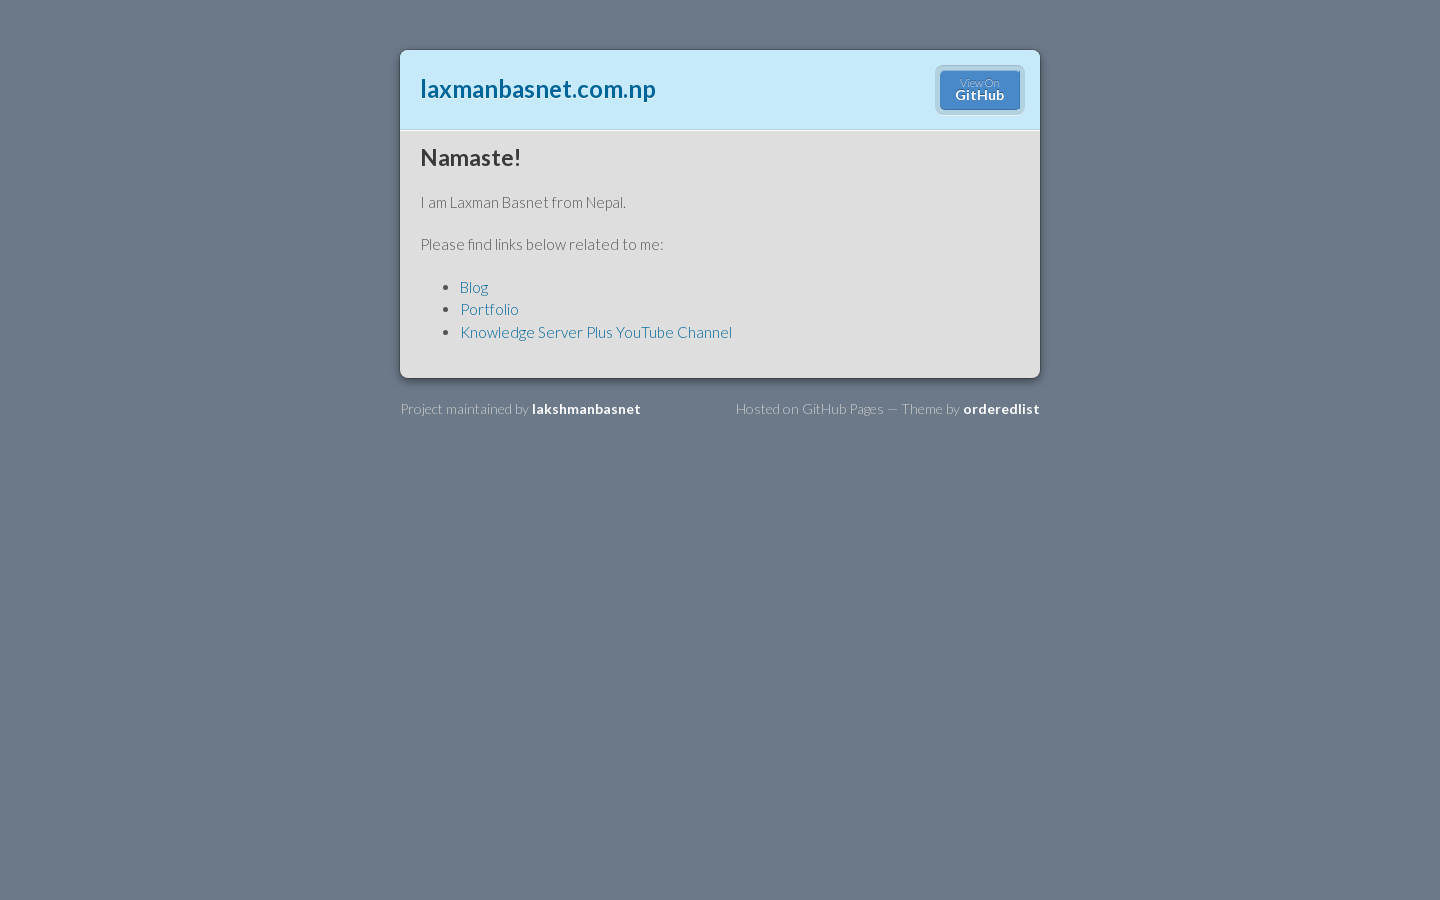 laxmanbasnet.com.np
View On
GitHub
Namaste!
I am Laxman Basnet from Nepal.
Please find links below related to me:
Blog
Portfolio
Knowledge Server Plus YouTube Channel
Project maintained by lakshmanbasnet
Hosted on GitHub Pages — Theme by orderedlist